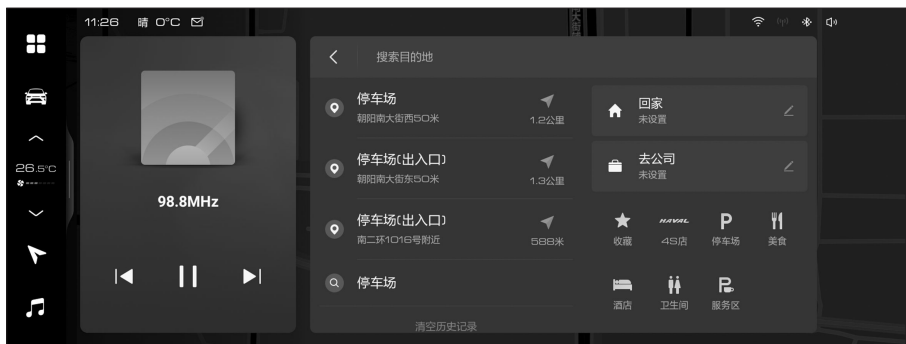 11:26 晴 0°C
26.5°C
98.8MHz
搜索目的地
停车场
朝阳南大街西50米
1.2公里
停车场(出入口)
朝阳南大街东50米
1.3公里
停车场(出入口)
南二环1016号附近
588米
停车场
清空历史记录
回家
未设置
去公司
未设置
收藏
HAVAL
4S店
P
停车场
美食
酒店
卫生间
P
服务区